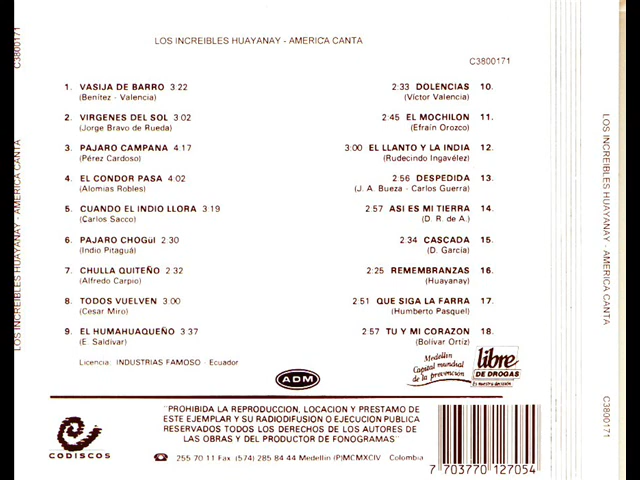 LOS INCREIBLES HUAYANAY - AMERICA CANTA
C3800171
1. VASIJA DE BARRO 3:22
(Benítez - Valencia)
2. VIRGENES DEL SOL 3:02
(Jorge Bravo de Rueda)
3. PAJARO CAMPANA 4:17
(Pérez Cardoso)
4. EL CONDOR PASA 4:02
(Alomias Robles)
5. CUANDO EL INDIO LLORA 3:19
(Carlos Sacco)
6. PAJARO CHOGüI 2:30
(Indio Pitaguá)
7. CHULLA QUITEÑO 2:32
(Alfredo Carpio)
8. TODOS VUELVEN 3:00
(Cesar Miro)
9. EL HUMAHUAQUEÑO 3:37
(E. Saldívar)
2:33 DOLENCIAS 10.
(Víctor Valencia)
2:45 EL MOCHILON 11.
(Efraín Orozco)
3:00 EL LLANTO Y LA INDIA 12.
(Rudecindo Ingavélez)
2:56 DESPEDIDA 13.
(J. A. Bueza - Carlos Guerra)
2:57 ASI ES MI TIERRA 14.
(D. R. de A.)
2:34 CASCADA 15.
(D. García)
2:25 REMEMBRANZAS 16.
(Huayanay)
2:51 QUE SIGA LA FARRA 17.
(Humberto Pasquel)
2:57 TU Y MI CORAZON 18.
(Bolívar Ortíz)
Licencia: INDUSTRIAS FAMOSO - Ecuador
ADM
Medellín
Capital mundial
de la prevención
libre
DE DROGAS
Es nuestra decisión
CODISCOS
"PROHIBIDA LA REPRODUCCION, LOCACION Y PRESTAMO DE
ESTE EJEMPLAR Y SU RADIODIFUSION O EJECUCION PUBLICA
RESERVADOS TODOS LOS DERECHOS DE LOS AUTORES DE
LAS OBRAS Y DEL PRODUCTOR DE FONOGRAMAS"
255 70 11 Fax. (574) 285 84 44 Medellín (P)MCMXCIV Colombia
7 703770 127054
LOS INCREIBLES HUAYANAY - AMERICA CANTA
C3800171
LOS INCREIBLES HUAYANAY - AMERICA CANTA
C3800171